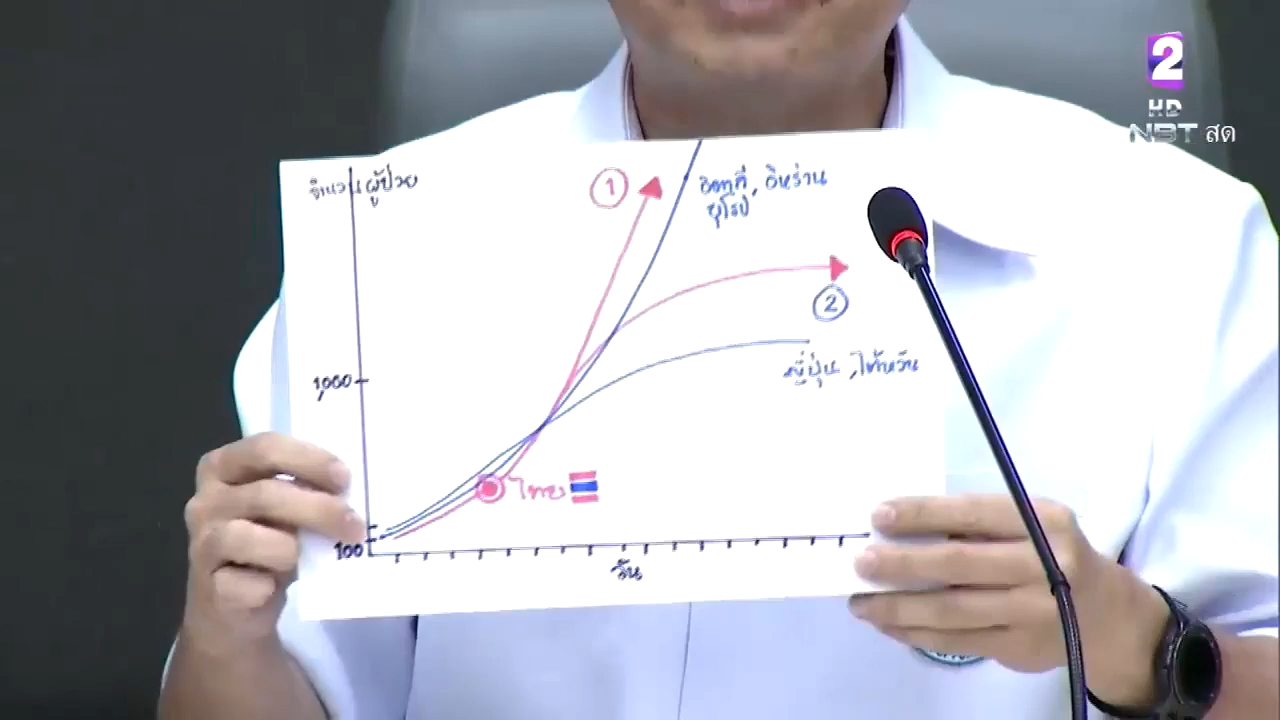 2
HD
NBT สด
จำนวนผู้ป่วย
1
อิตาลี, อิหร่าน
ยุโรป
2
1,000
ญี่ปุ่น, ไต้หวัน
ไทย
100
วัน